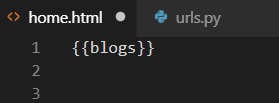 <> home.html ● urls.py
1 {{blogs}}
2
3